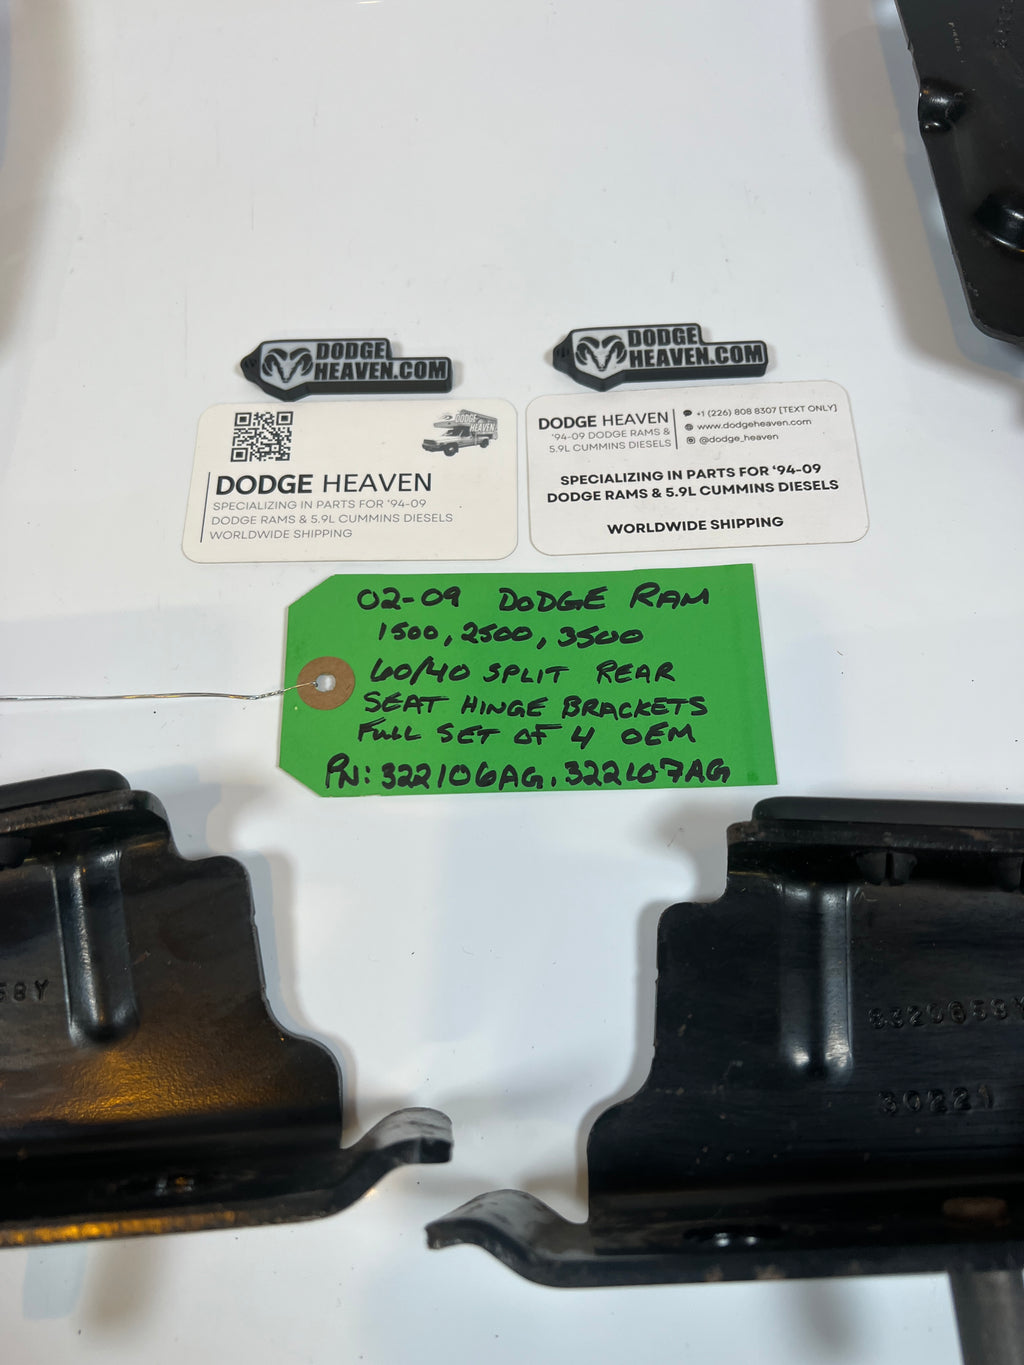 DODGE
HEAVEN.COM
DODGE
HEAVEN.COM
DODGE
HEAVEN
DODGE HEAVEN
SPECIALIZING IN PARTS FOR '94-09
DODGE RAMS & 5.9L CUMMINS DIESELS
WORLDWIDE SHIPPING
DODGE HEAVEN
'94-09 DODGE RAMS &
5.9L CUMMINS DIESELS
+1 (226) 808 8307 [TEXT ONLY]
www.dodgeheaven.com
@dodge_heaven
SPECIALIZING IN PARTS FOR '94-09
DODGE RAMS & 5.9L CUMMINS DIESELS
WORLDWIDE SHIPPING
02-09 DODGE RAM
1500, 2500, 3500
60/40 SPLIT REAR
SEAT HINGE BRACKETS
FULL SET OF 4 OEM
PN: 322106AG, 322107AG
58Y
30221